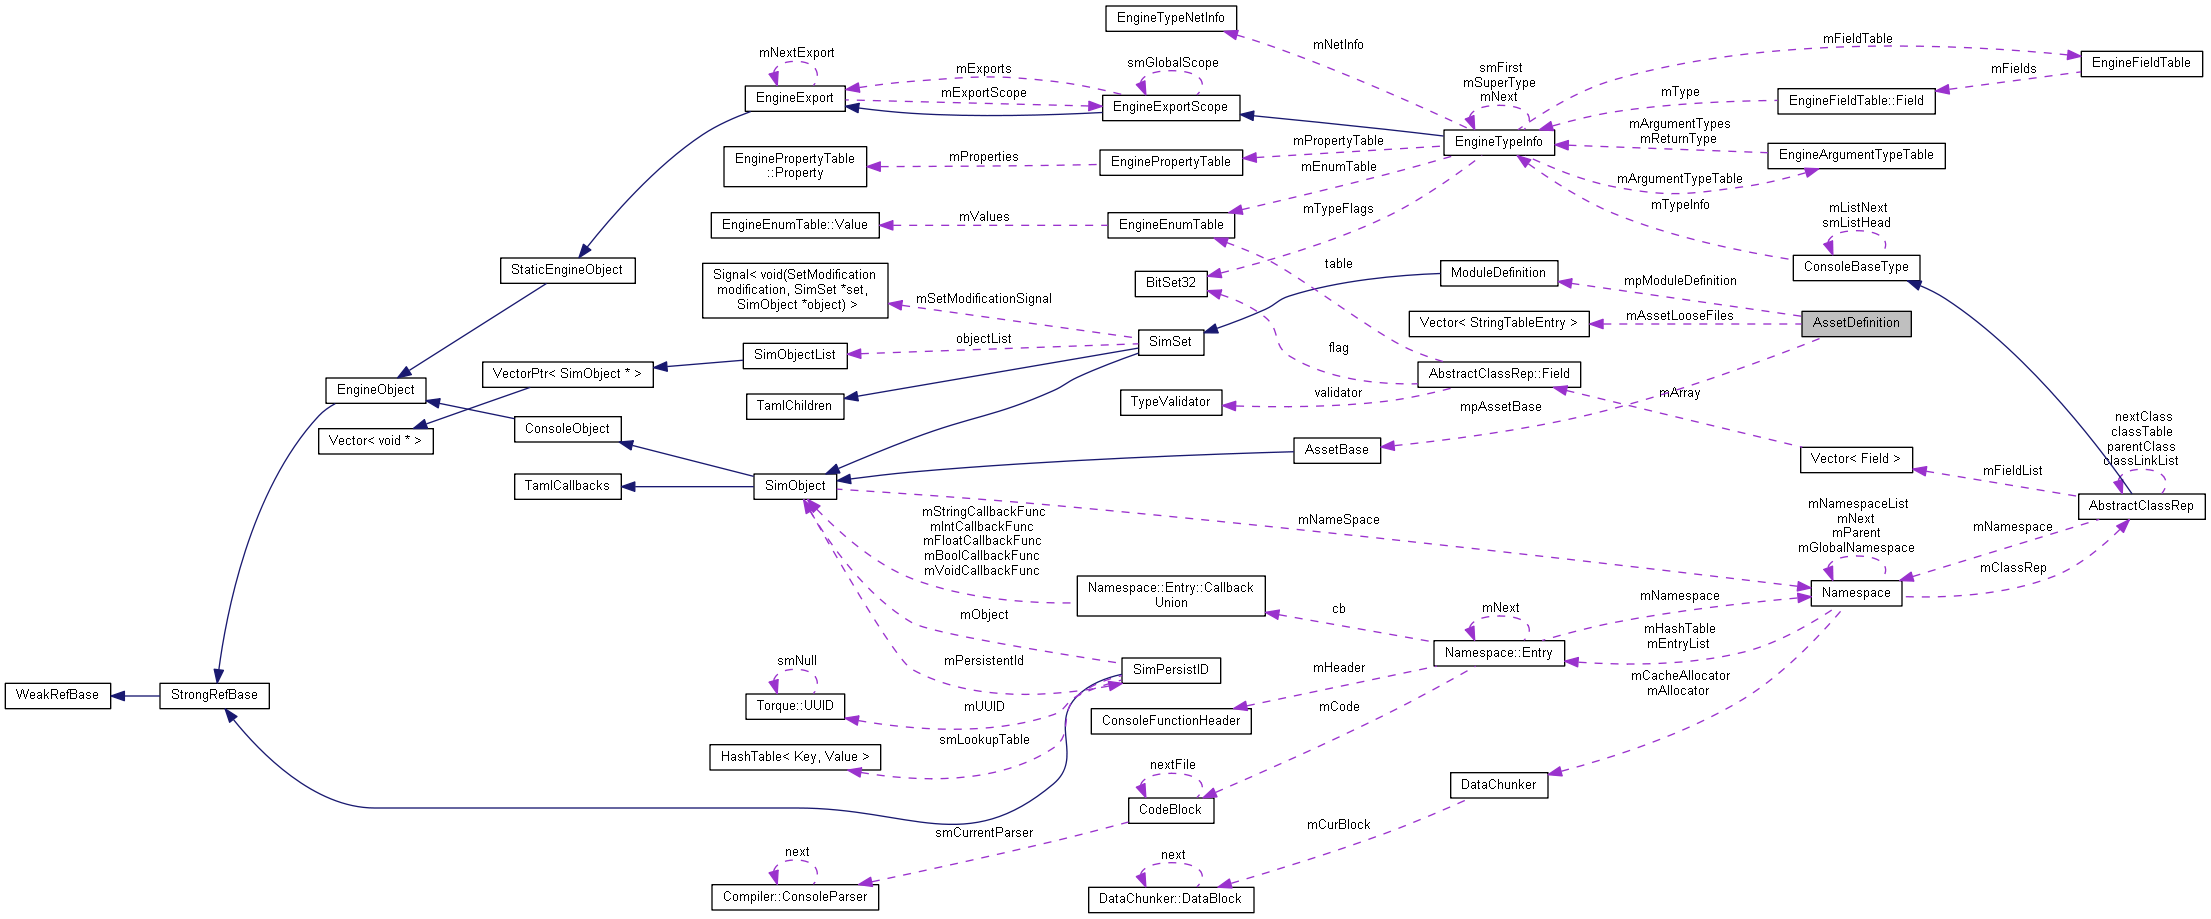 EngineTypeNetInfo
mNextExport
mNetInfo
mFieldTable
smGlobalScope
smFirst
mSuperType
mNext
EngineFieldTable
mExports
mFields
mExportScope
mType
EngineExport
EngineExportScope
EngineFieldTable::Field
mArgumentTypes
mReturnType
mPropertyTable
EngineTypeInfo
EnginePropertyTable
::Property
mProperties
EnginePropertyTable
EngineArgumentTypeTable
mEnumTable
mArgumentTypeTable
mTypeFlags
mTypeInfo
mListNext
smListHead
EngineEnumTable::Value
mValues
EngineEnumTable
StaticEngineObject
Signal< void(SetModification
modification, SimSet *set,
SimObject *object) >
mSetModificationSignal
BitSet32
table
ModuleDefinition
mpModuleDefinition
ConsoleBaseType
Vector< StringTableEntry >
mAssetLooseFiles
AssetDefinition
SimObjectList
objectList
SimSet
flag
VectorPtr< SimObject * >
AbstractClassRep::Field
EngineObject
TamlChildren
TypeValidator
validator
mpAssetBase
mArray
Vector< void * >
ConsoleObject
nextClass
classTable
parentClass
classLinkList
AssetBase
Vector< Field >
mFieldList
TamlCallbacks
SimObject
AbstractClassRep
mStringCallbackFunc
mIntCallbackFunc
mFloatCallbackFunc
mBoolCallbackFunc
mVoidCallbackFunc
mNameSpace
mNamespaceList
mNext
mParent
mGlobalNamespace
mNamespace
mClassRep
Namespace::Entry::Callback
Union
cb
mNext
mNamespace
Namespace
mObject
mHashTable
mEntryList
Namespace::Entry
smNull
mPersistentId
SimPersistID
mHeader
mCacheAllocator
mAllocator
WeakRefBase
StrongRefBase
Torque::UUID
mUUID
ConsoleFunctionHeader
mCode
HashTable< Key, Value >
smLookupTable
nextFile
DataChunker
CodeBlock
smCurrentParser
mCurBlock
next
next
Compiler::ConsoleParser
DataChunker::DataBlock